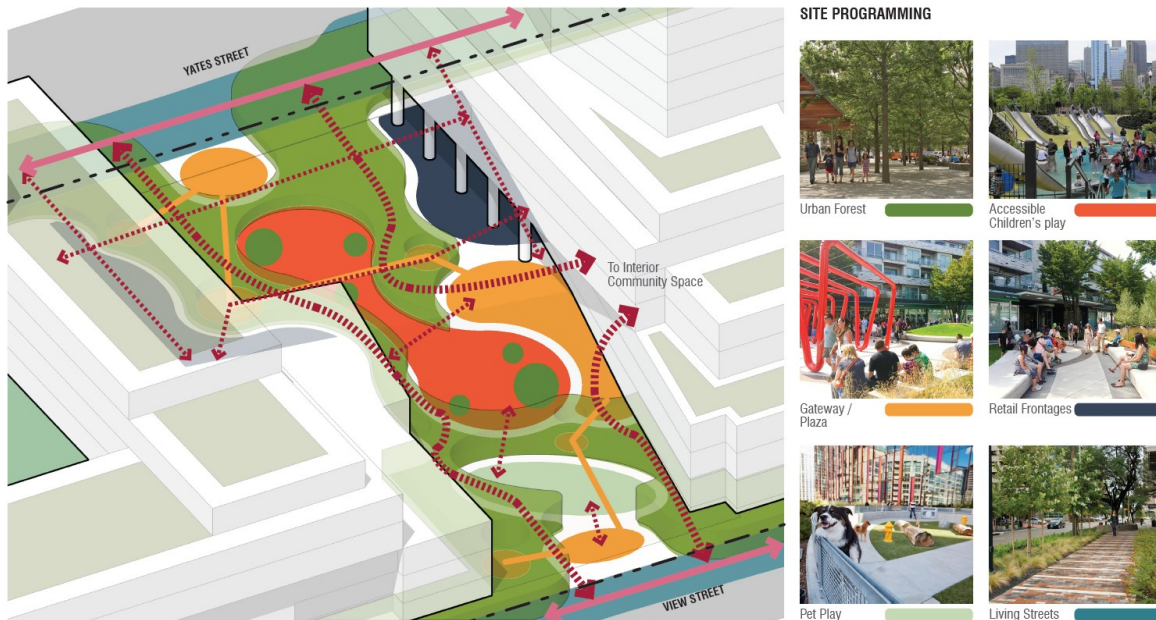 SITE PROGRAMMING
YATES STREET
To Interior
Community Space
VIEW STREET
Urban Forest
Accessible
Children's play
Gateway /
Plaza
Retail Frontages
Pet Play
Living Streets